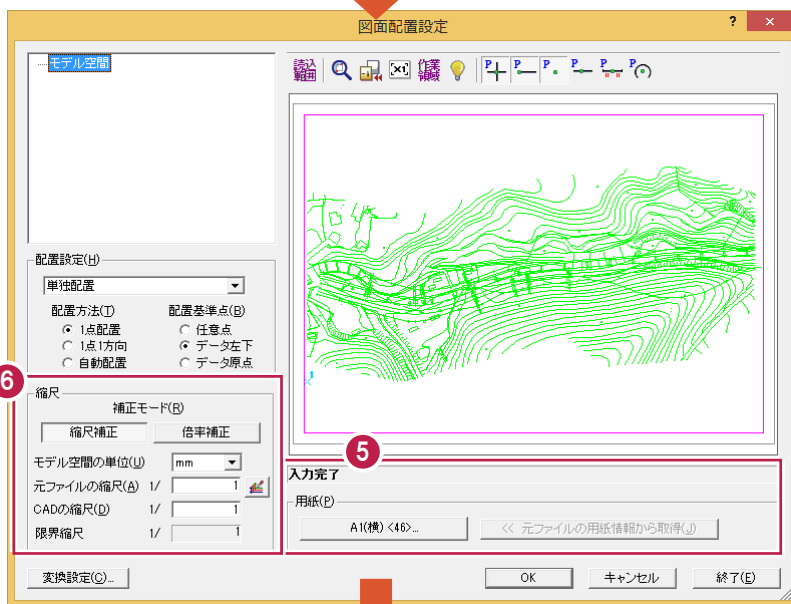 図面配置設定 ? ×
モデル空間
読込範囲 [×1] 作業領域 P P P P P P
1
配置設定(H)
単独配置
配置方法(T) 配置基準点(B)
1点配置 任意点
1点1方向 データ左下
自動配置 データ原点
6
縮尺
補正モード(R)
縮尺補正 倍率補正
モデル空間の単位(U) mm
元ファイルの縮尺(A) 1/ 1
CADの縮尺(D) 1/ 1
限界縮尺 1/ 1
5
入力完了
用紙(P)
A1(横) <46>... << 元ファイルの用紙情報から取得(J)
変換設定(C)... OK キャンセル 終了(E)